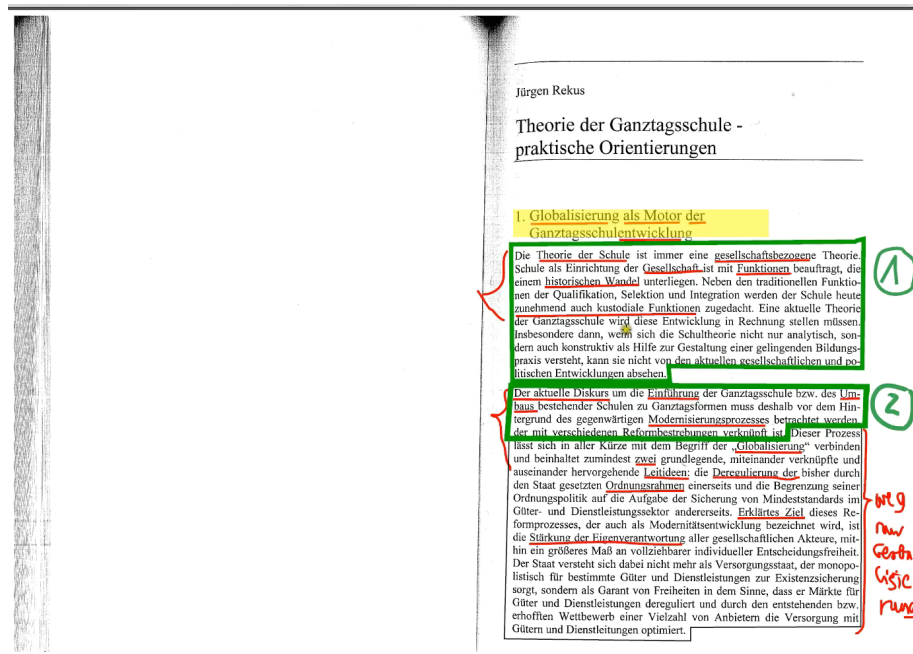 Jürgen Rekus
Theorie der Ganztagsschule -
praktische Orientierungen
1. Globalisierung als Motor der
Ganztagsschulentwicklung
Die Theorie der Schule ist immer eine gesellschaftsbezogene Theorie.
Schule als Einrichtung der Gesellschaft ist mit Funktionen beauftragt, die
einem historischen Wandel unterliegen. Neben den traditionellen Funktio-
nen der Qualifikation, Selektion und Integration werden der Schule heute
zunehmend auch kustodiale Funktionen zugedacht. Eine aktuelle Theorie
der Ganztagsschule wird diese Entwicklung in Rechnung stellen müssen.
Insbesondere dann, wenn sich die Schultheorie nicht nur analytisch, son-
dern auch konstruktiv als Hilfe zur Gestaltung einer gelingenden Bildungs-
praxis versteht, kann sie nicht von den aktuellen gesellschaftlichen und po-
litischen Entwicklungen absehen.
1
Der aktuelle Diskurs um die Einführung der Ganztagsschule bzw. des Um-
baus bestehender Schulen zu Ganztagsformen muss deshalb vor dem Hin-
tergrund des gegenwärtigen Modernisierungsprozesses betrachtet werden,
der mit verschiedenen Reformbestrebungen verknüpft ist. Dieser Prozess
2
lässt sich in aller Kürze mit dem Begriff der „Globalisierung“ verbinden
und beinhaltet zumindest zwei grundlegende, miteinander verknüpfte und
auseinander hervorgehende Leitideen: die Deregulierung der bisher durch
den Staat gesetzten Ordnungsrahmen einerseits und die Begrenzung seiner
Ordnungspolitik auf die Aufgabe der Sicherung von Mindeststandards im
Güter- und Dienstleistungssektor andererseits. Erklärtes Ziel dieses Re-
formprozesses, der auch als Modernitätsentwicklung bezeichnet wird, ist
die Stärkung der Eigenverantwortung aller gesellschaftlichen Akteure, mit-
hin ein größeres Maß an vollziehbarer individueller Entscheidungsfreiheit.
Der Staat versteht sich dabei nicht mehr als Versorgungsstaat, der monopo-
listisch für bestimmte Güter und Dienstleistungen zur Existenzsicherung
sorgt, sondern als Garant von Freiheiten in dem Sinne, dass er Märkte für
Güter und Dienstleistungen dereguliert und durch den entstehenden bzw.
erhofften Wettbewerb einer Vielzahl von Anbietern die Versorgung mit
Gütern und Dienstleitungen optimiert.
weg
nur